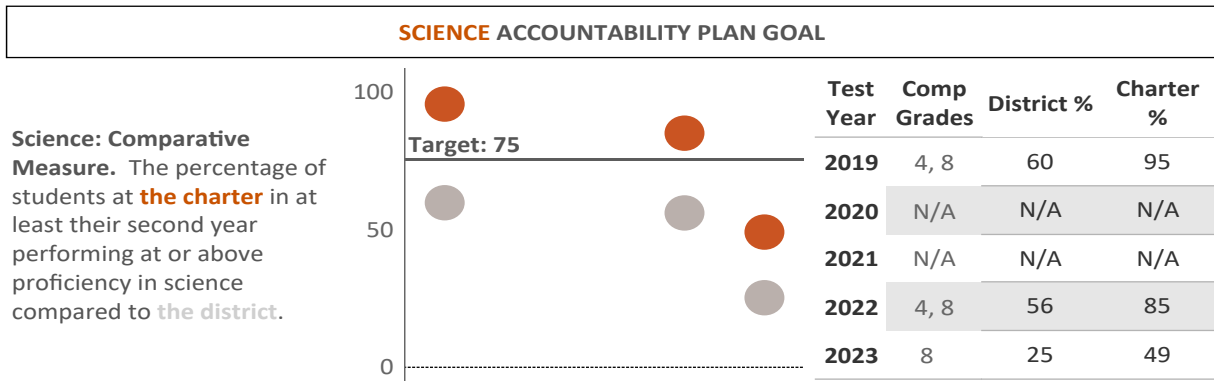 SCIENCE ACCOUNTABILITY PLAN GOAL
Science: Comparative
Measure. The percentage of
students at the charter in at
least their second year
performing at or above
proficiency in science
compared to the district.
100
Target: 75
50
0
Test Year Comp Grades District % Charter %
2019 4, 8 60 95
2020 N/A N/A N/A
2021 N/A N/A N/A
2022 4, 8 56 85
2023 8 25 49